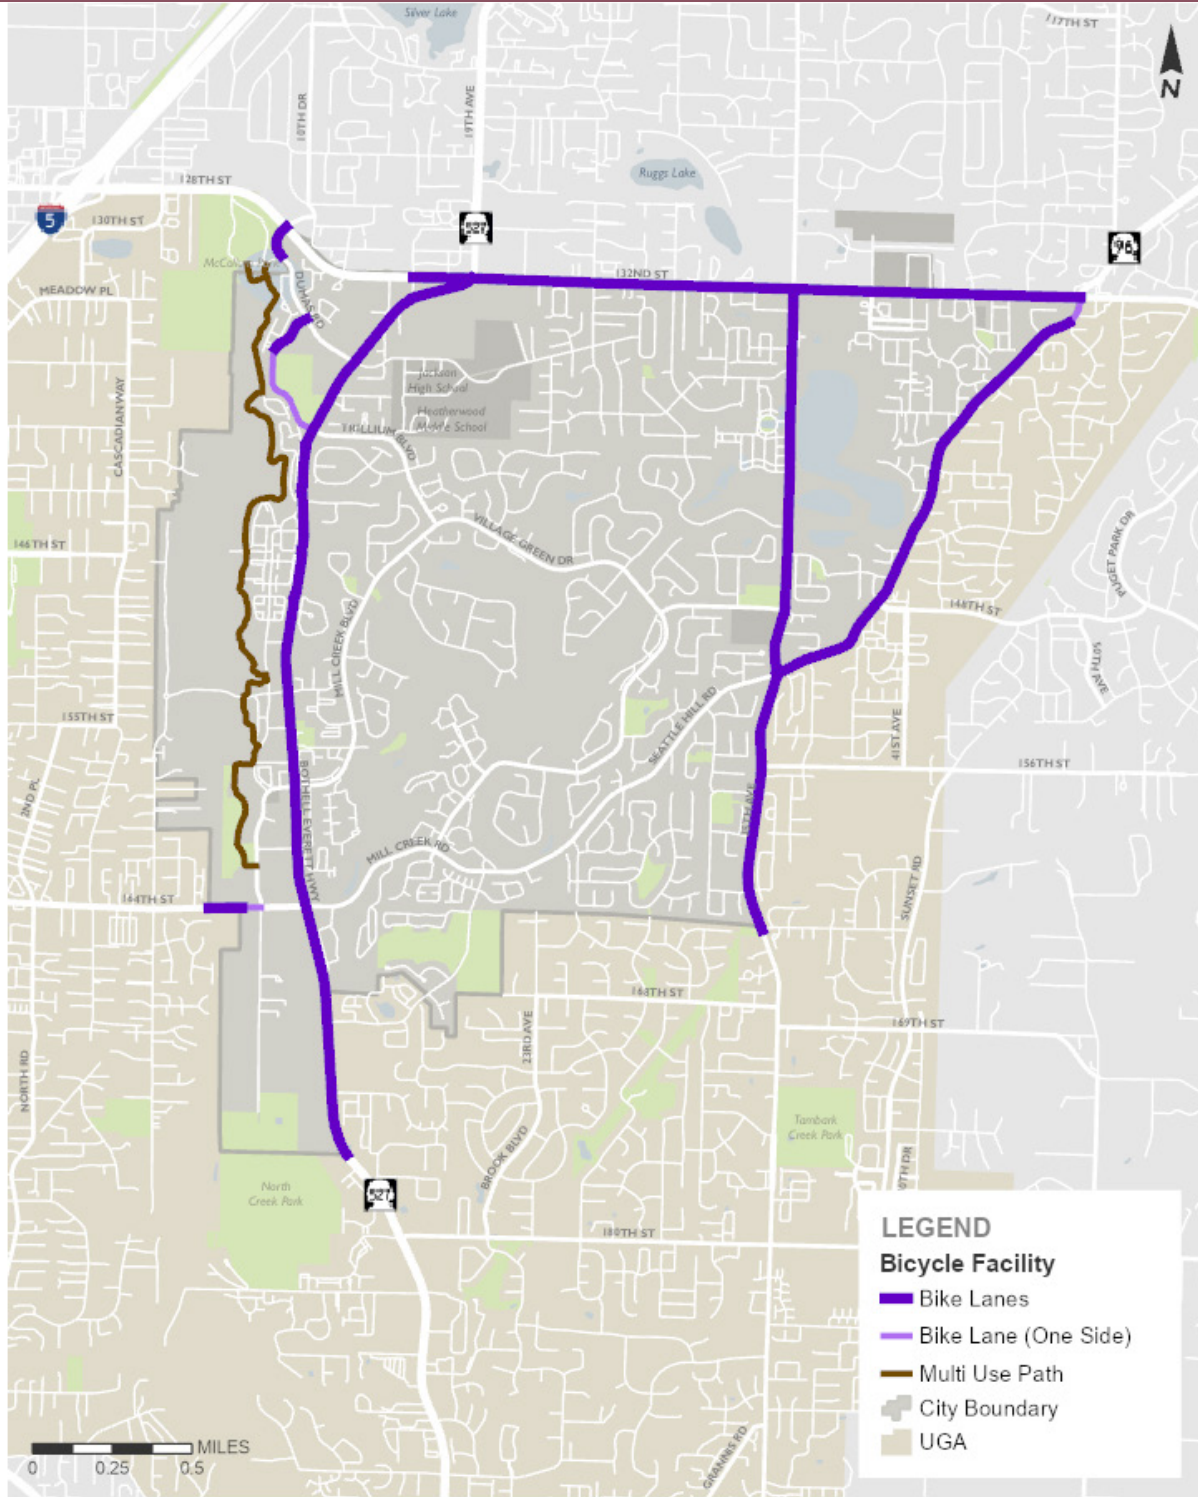 Silver Lake
117TH ST
N
10TH DR
19TH AVE
128TH ST
Ruggs Lake
5
130TH ST
527
96
132ND ST
MEADOW PL
DUMAS RD
Jackson
High School
Heatherwood
Middle School
CASCADIAN WAY
TRILLIUM BLVD
146TH ST
VILLAGE GREEN DR
PUGET PARK DR
148TH ST
MILL CREEK BLVD
50TH AVE
155TH ST
SEATTLE HILL RD
41ST AVE
156TH ST
2ND PL
BOTHELL EVERETT HWY
35TH AVE
MILL CREEK RD
164TH ST
SUNSET RD
168TH ST
169TH ST
23RD AVE
NORTH RD
Tambark
Creek Park
BROOK BLVD
North
Creek Park
527
180TH ST
LEGEND
Bicycle Facility
Bike Lanes
Bike Lane (One Side)
Multi Use Path
City Boundary
UGA
MILES
0 0.25 0.5
GRANNIS RD